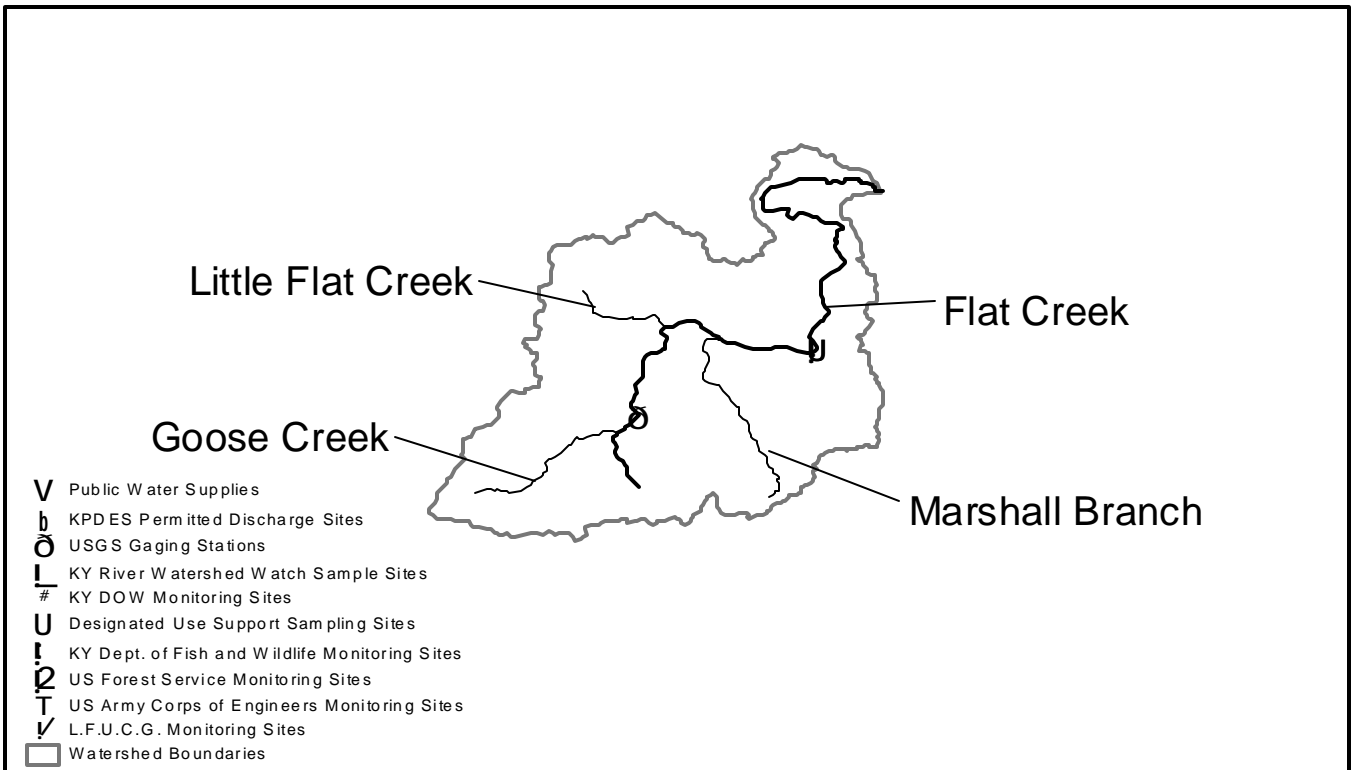 Little Flat Creek
Flat Creek
Goose Creek
Marshall Branch
V Public Water Supplies
KPDES Permitted Discharge Sites
USGS Gaging Stations
KY River Watershed Watch Sample Sites
# KY DOW Monitoring Sites
U Designated Use Support Sampling Sites
KY Dept. of Fish and Wildlife Monitoring Sites
US Forest Service Monitoring Sites
T US Army Corps of Engineers Monitoring Sites
L.F.U.C.G. Monitoring Sites
Watershed Boundaries